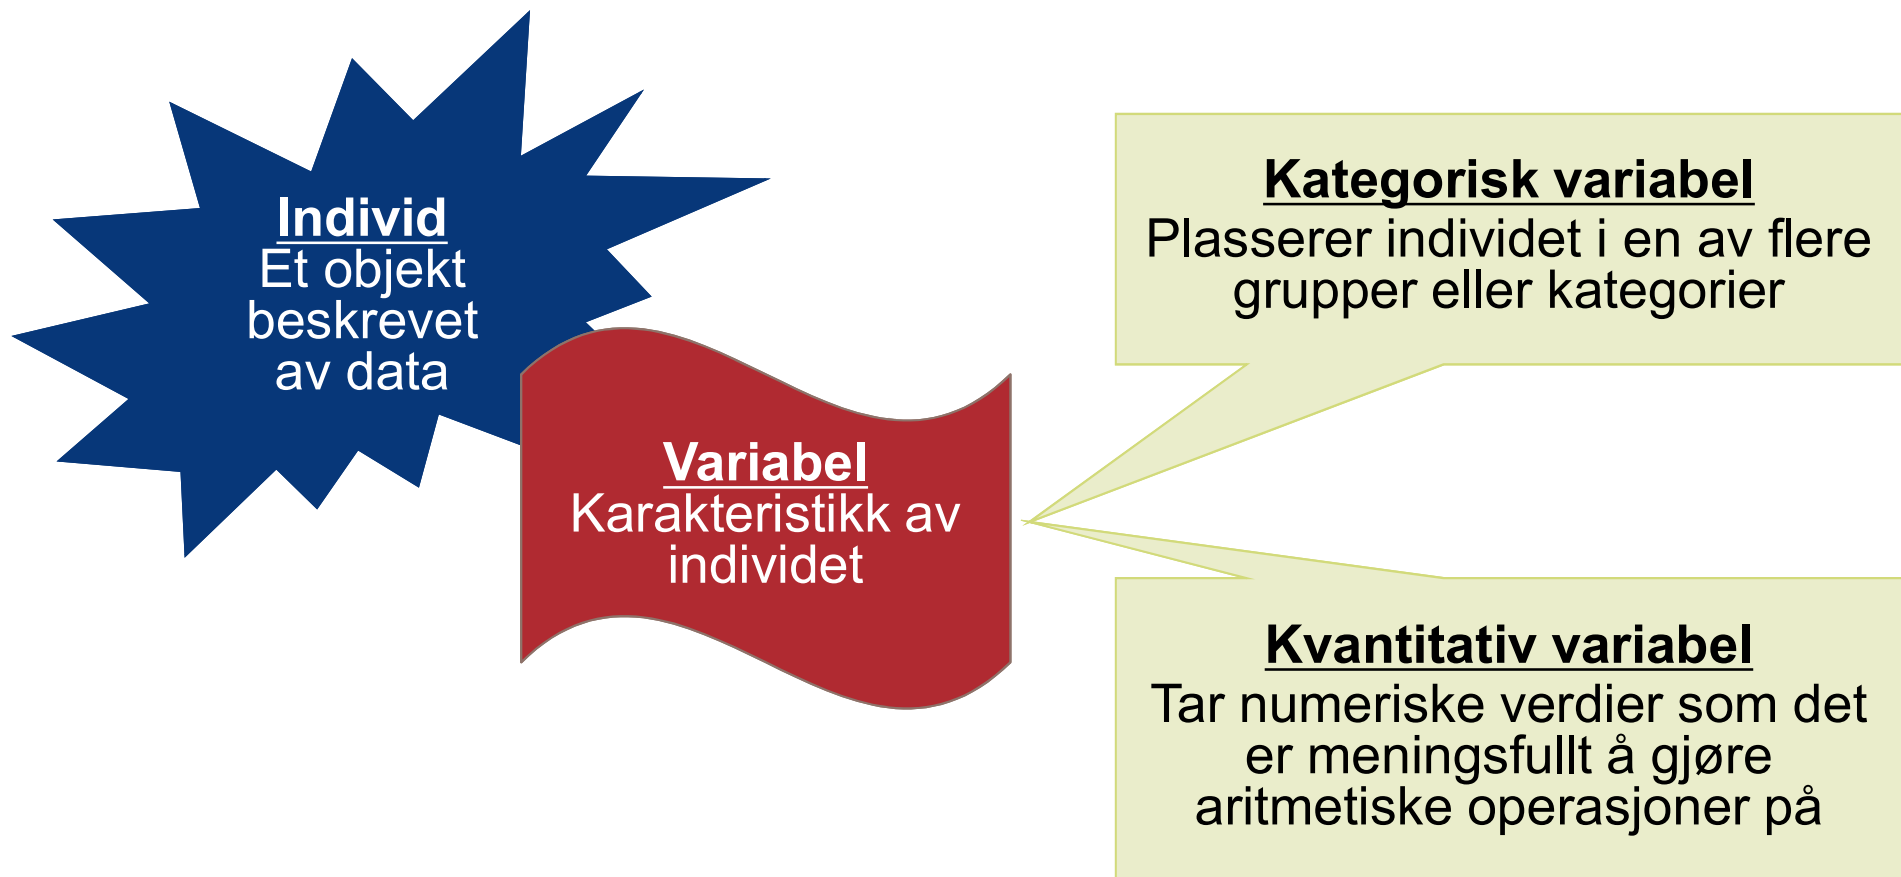 Individ
Et objekt
beskrevet
av data
Variabel
Karakteristikk av
individet
Kategorisk variabel
Plasserer individet i en av flere
grupper eller kategorier
Kvantitativ variabel
Tar numeriske verdier som det
er meningsfullt å gjøre
aritmetiske operasjoner på